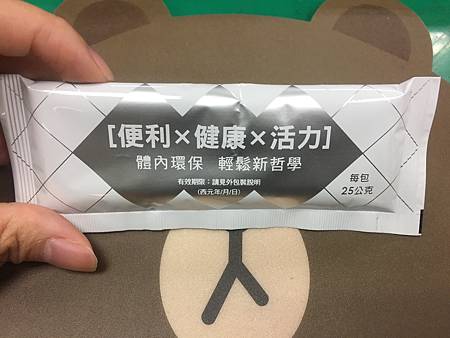 [便利×健康×活力]
體內環保 輕鬆新哲學
有效期限：請見外包裝說明
(西元年/月/日)
每包
25公克